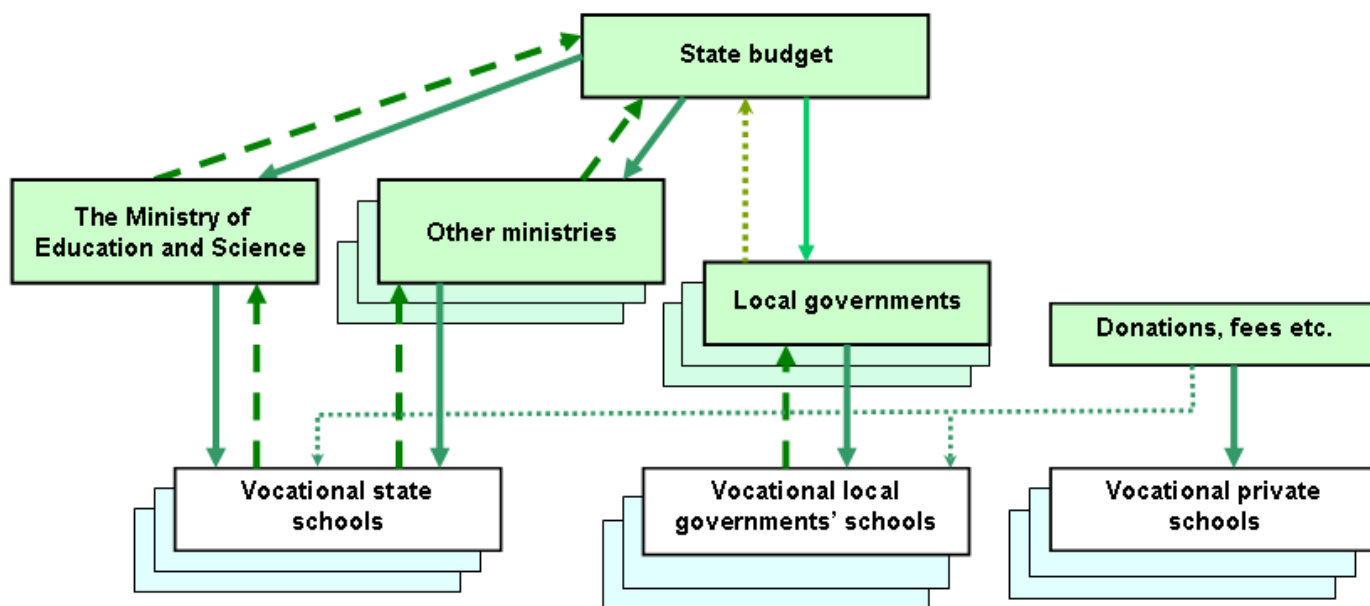 State budget
The Ministry of
Education and Science
Other ministries
Local governments
Donations, fees etc.
Vocational state
schools
Vocational local
governments’ schools
Vocational private
schools